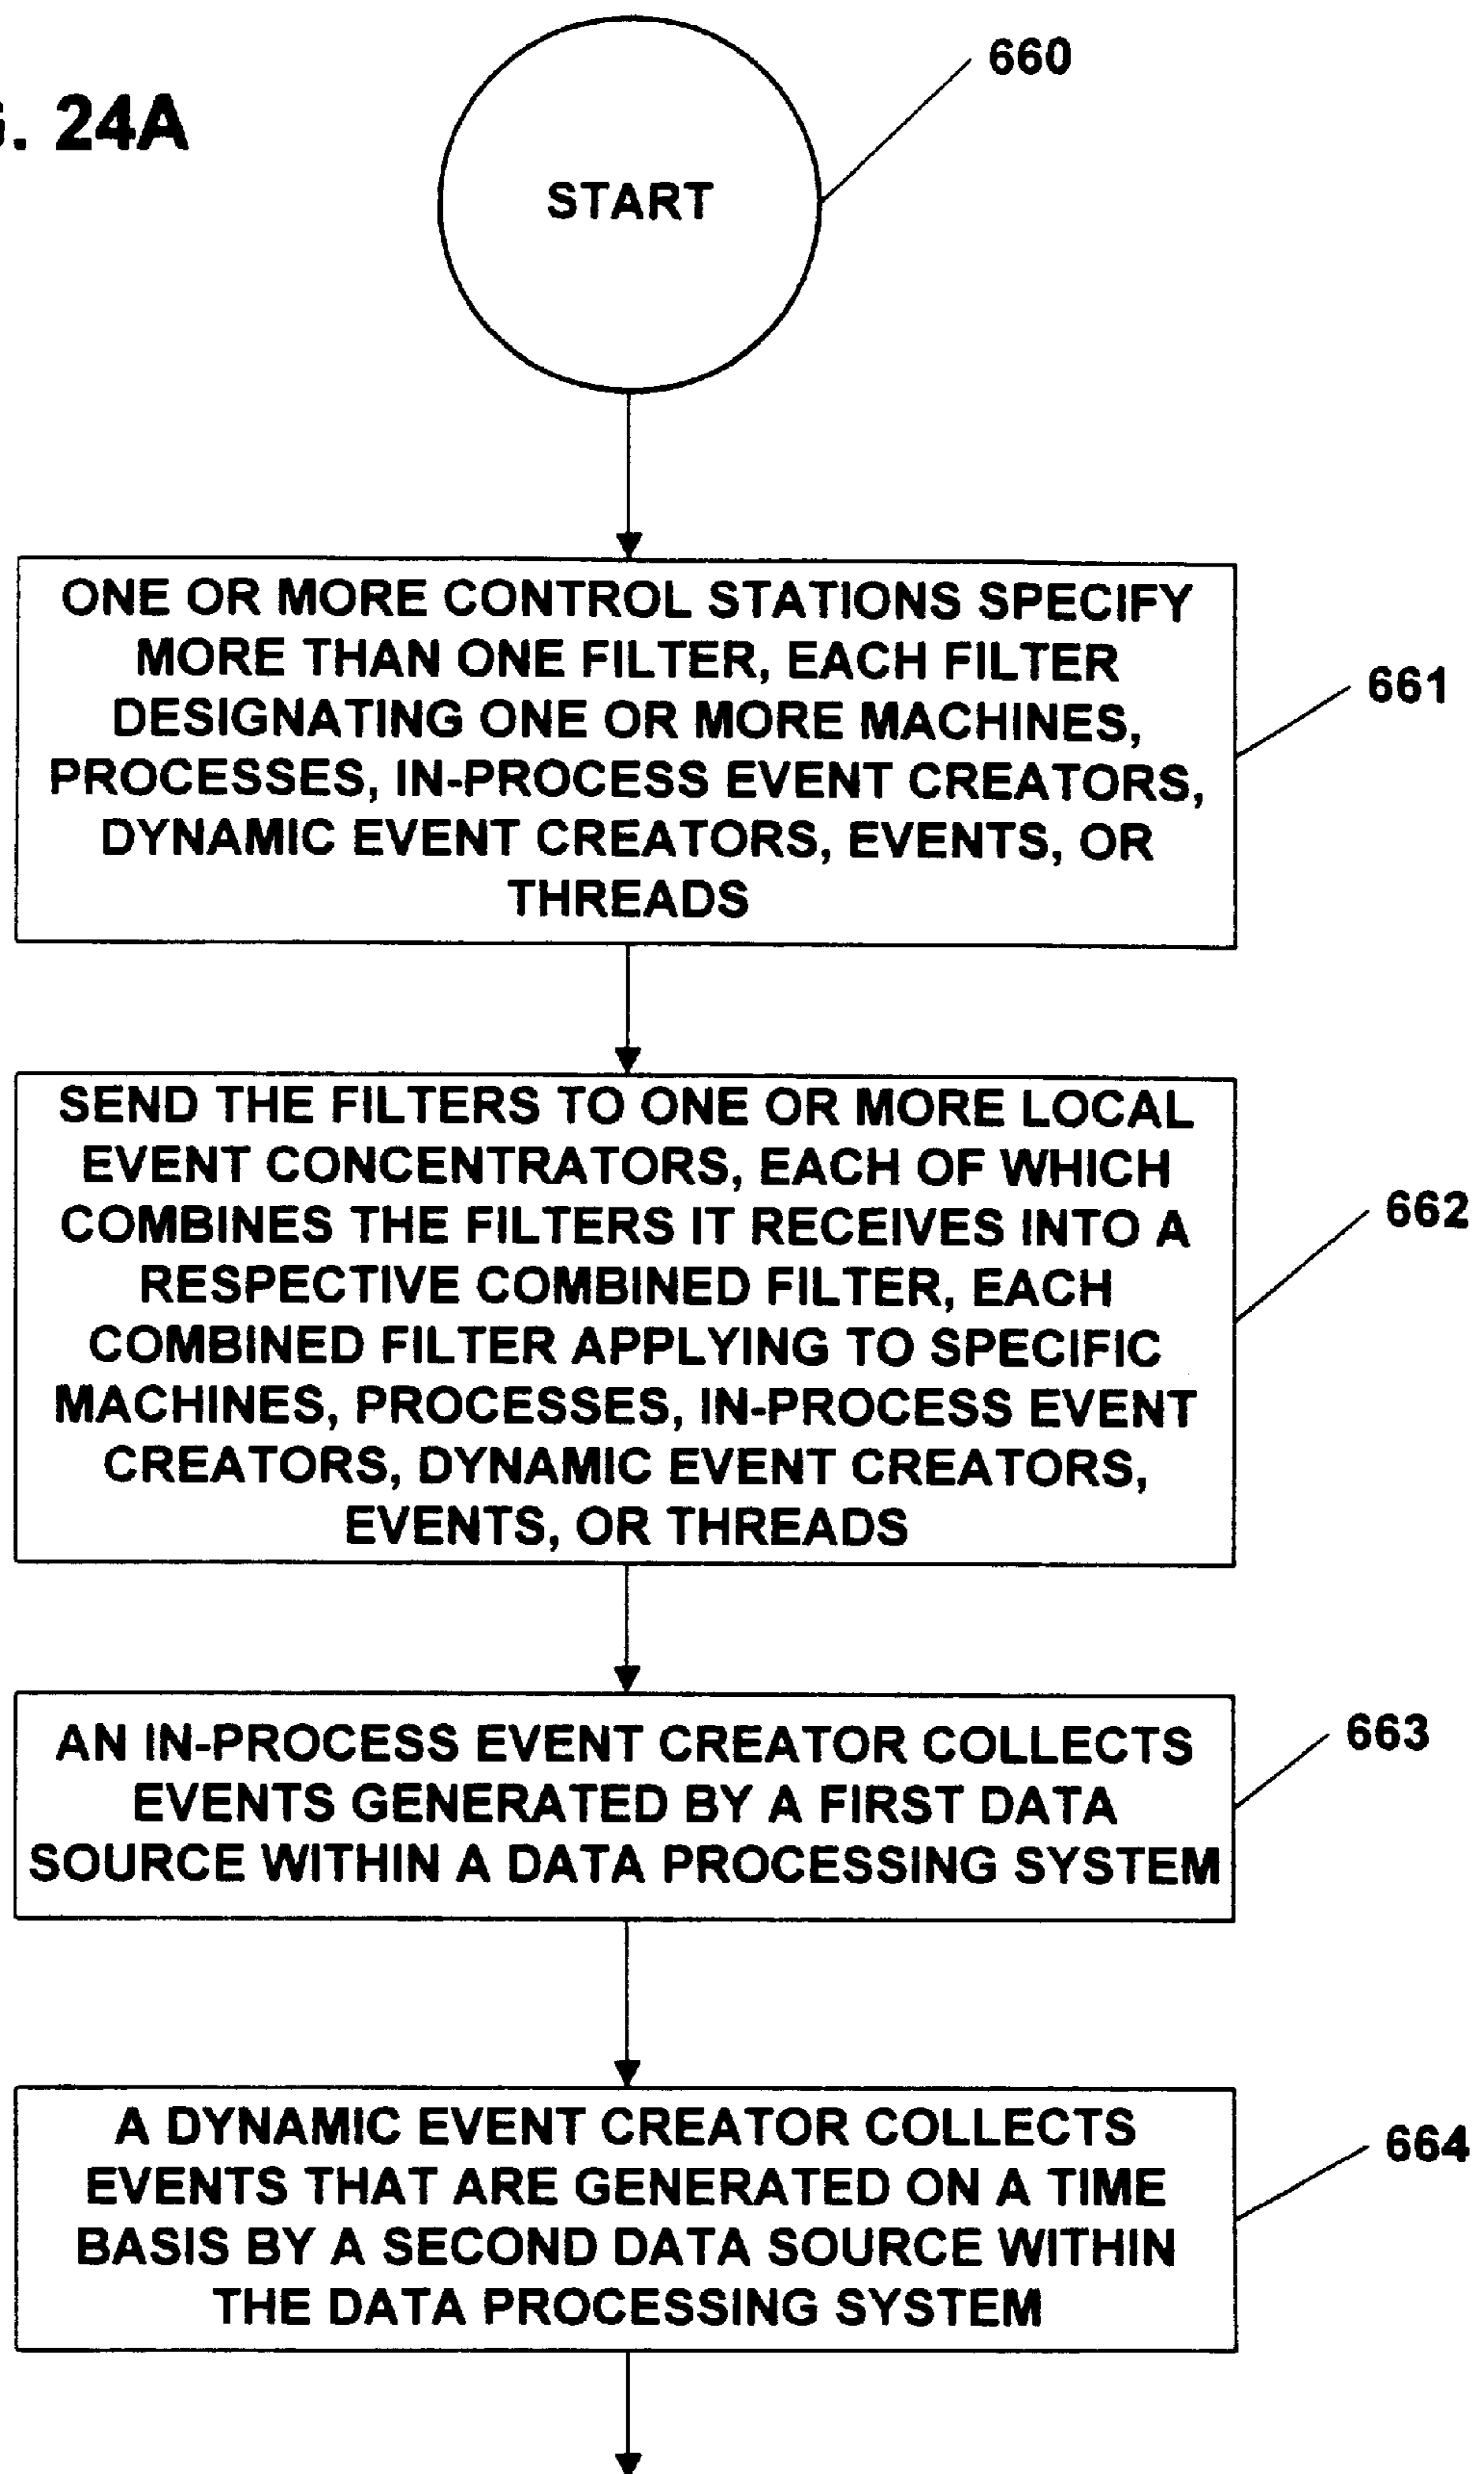 . 24A
660
START
ONE OR MORE CONTROL STATIONS SPECIFY
MORE THAN ONE FILTER, EACH FILTER
DESIGNATING ONE OR MORE MACHINES,
PROCESSES, IN-PROCESS EVENT CREATORS,
DYNAMIC EVENT CREATORS, EVENTS, OR
THREADS
661
SEND THE FILTERS TO ONE OR MORE LOCAL
EVENT CONCENTRATORS, EACH OF WHICH
COMBINES THE FILTERS IT RECEIVES INTO A
RESPECTIVE COMBINED FILTER, EACH
COMBINED FILTER APPLYING TO SPECIFIC
MACHINES, PROCESSES, IN-PROCESS EVENT
CREATORS, DYNAMIC EVENT CREATORS,
EVENTS, OR THREADS
662
AN IN-PROCESS EVENT CREATOR COLLECTS
EVENTS GENERATED BY A FIRST DATA
SOURCE WITHIN A DATA PROCESSING SYSTEM
663
A DYNAMIC EVENT CREATOR COLLECTS
EVENTS THAT ARE GENERATED ON A TIME
BASIS BY A SECOND DATA SOURCE WITHIN
THE DATA PROCESSING SYSTEM
664